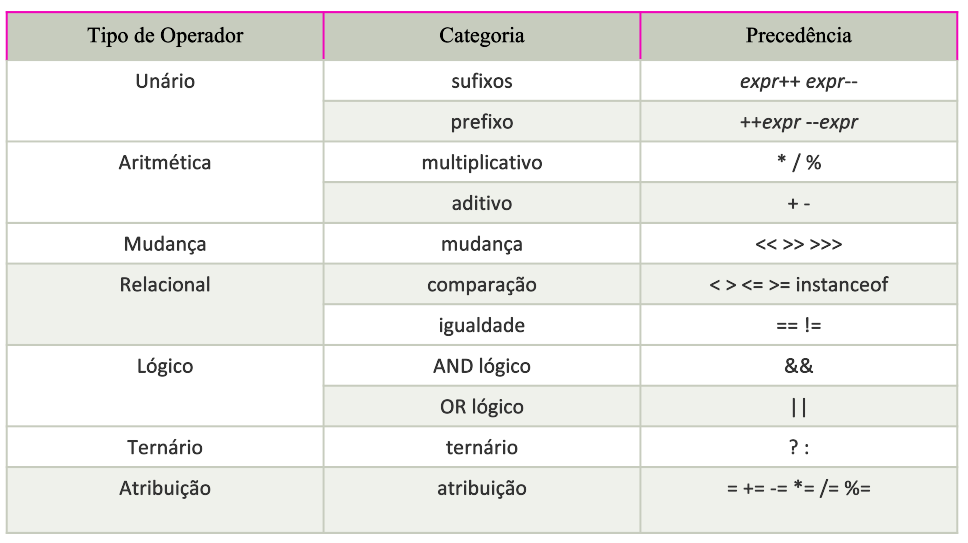 Tipo de Operador Categoria Precedência
Unário sufixos expr++ expr--
prefixo ++expr --expr
Aritmética multiplicativo * / %
aditivo + -
Mudança mudança << >> >>>
Relacional comparação < > <= >= instanceof
igualdade == !=
Lógico AND lógico &&
OR lógico ||
Ternário ternário ? :
Atribuição atribuição = += -= *= /= %=